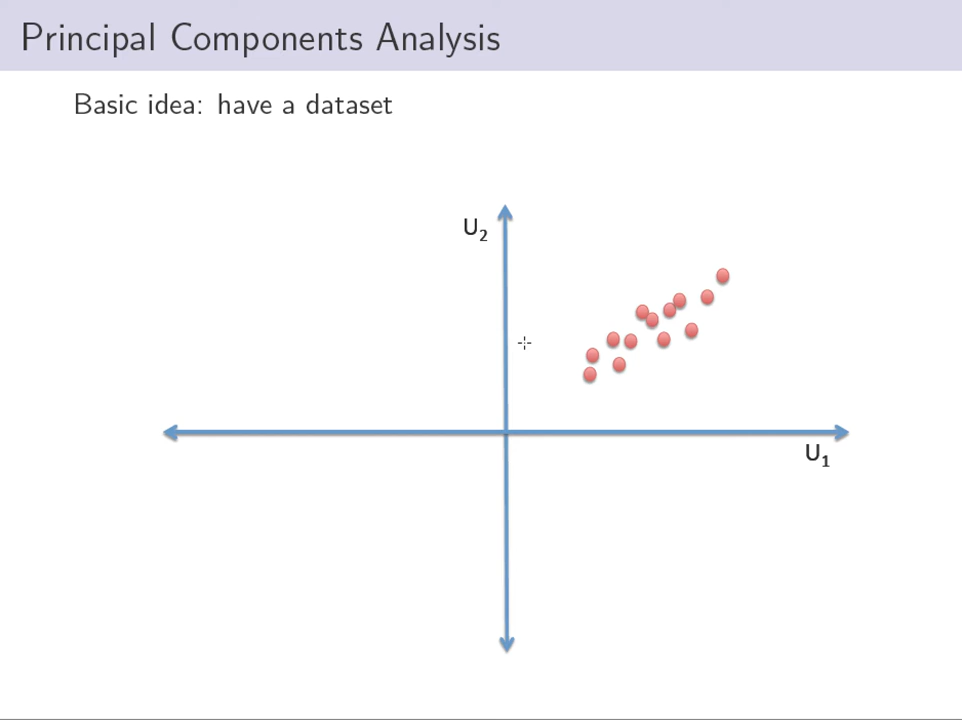 Principal Components Analysis
Basic idea: have a dataset
U₂
U₁